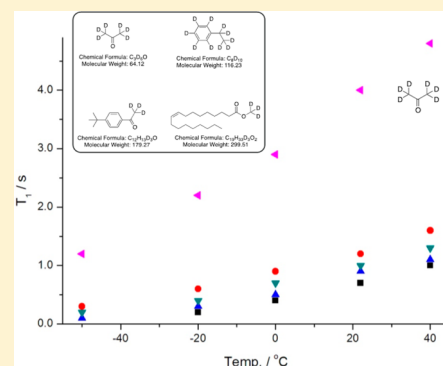 D D D D
D D O
Chemical Formula: C3D6O
Molecular Weight: 64.12
D D D D D
D D D D D
Chemical Formula: C8D10
Molecular Weight: 116.23
D D D
O
Chemical Formula: C12H13D3O
Molecular Weight: 179.27
O D D
O D
Chemical Formula: C19H33D3O2
Molecular Weight: 299.51
D D D D
D D
O
T1 / s
4.0
3.0
2.0
1.0
0.0
-40
-20
0
20
40
Temp. / °C